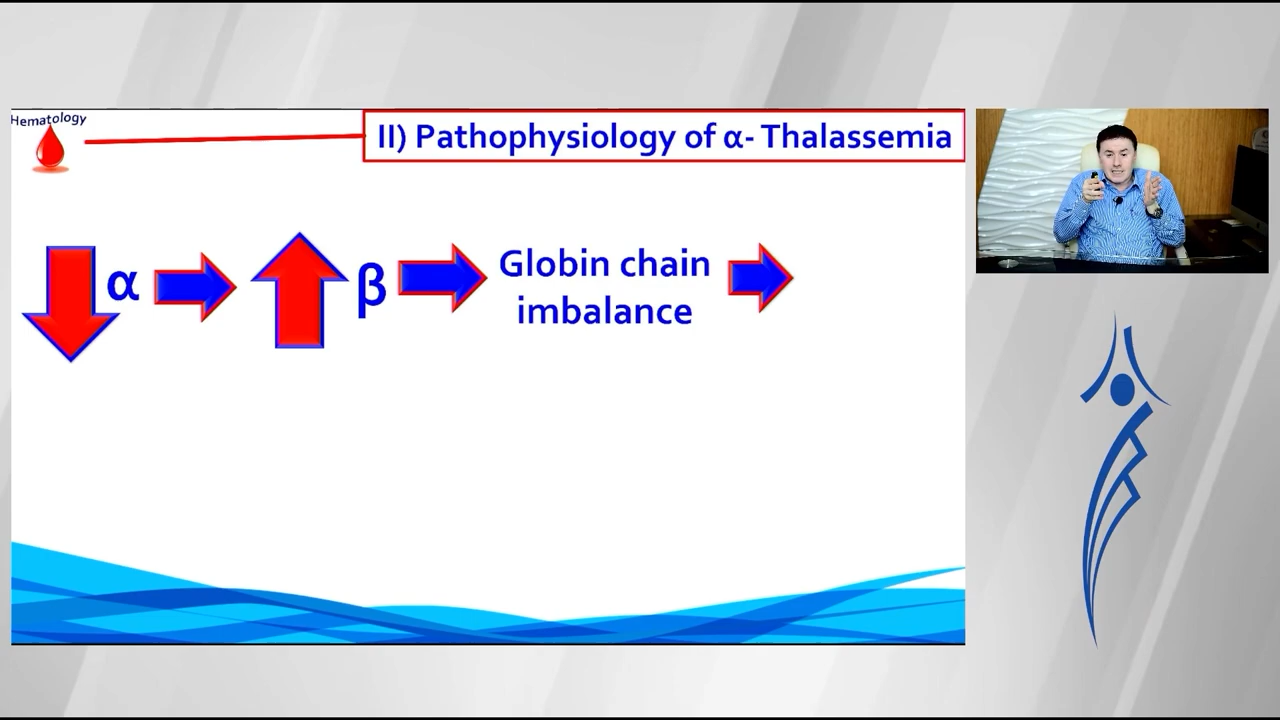 Hematology
II) Pathophysiology of α- Thalassemia
α
β
Globin chain
imbalance